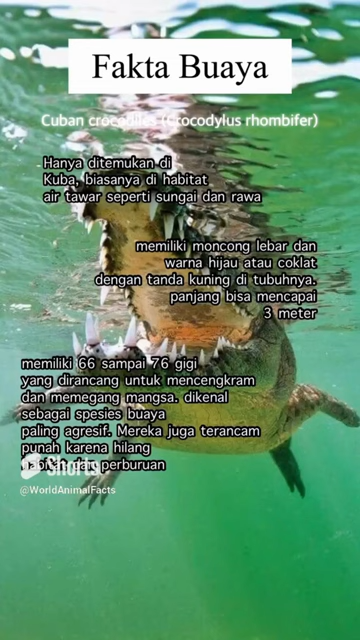 Fakta Buaya
Cuban crocodiles (Crocodylus rhombifer)
Hanya ditemukan di
Kuba, biasanya di habitat
air tawar seperti sungai dan rawa
memiliki moncong lebar dan
warna hijau atau coklat
dengan tanda kuning di tubuhnya.
panjang bisa mencapai
3 meter
memiliki 66 sampai 76 gigi
yang dirancang untuk mencengkram
dan memegang mangsa. dikenal
sebagai spesies buaya
paling agresif. Mereka juga terancam
punah karena hilang
habitat dan perburuan
Shorts
@WorldAnimalFacts